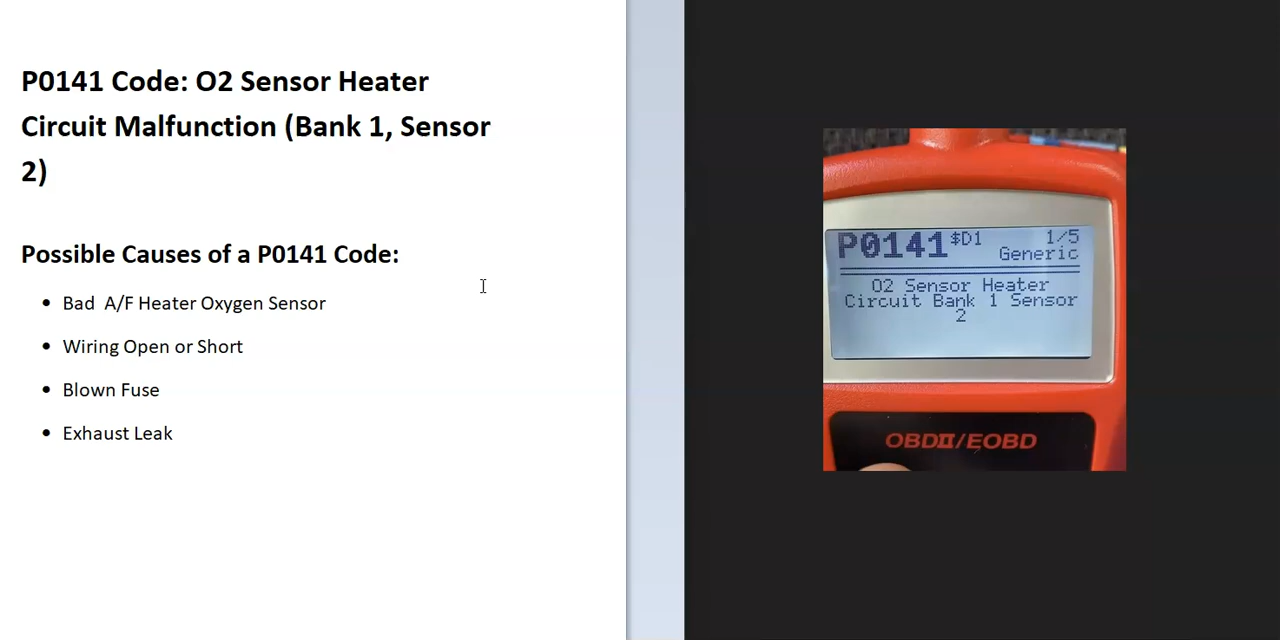 P0141 Code: O2 Sensor Heater
Circuit Malfunction (Bank 1, Sensor
2)
Possible Causes of a P0141 Code:
• Bad  A/F Heater Oxygen Sensor
• Wiring Open or Short
• Blown Fuse
• Exhaust Leak
P0141 $D1 1/5
Generic
O2 Sensor Heater
Circuit Bank 1 Sensor
2
OBDII/EOBD